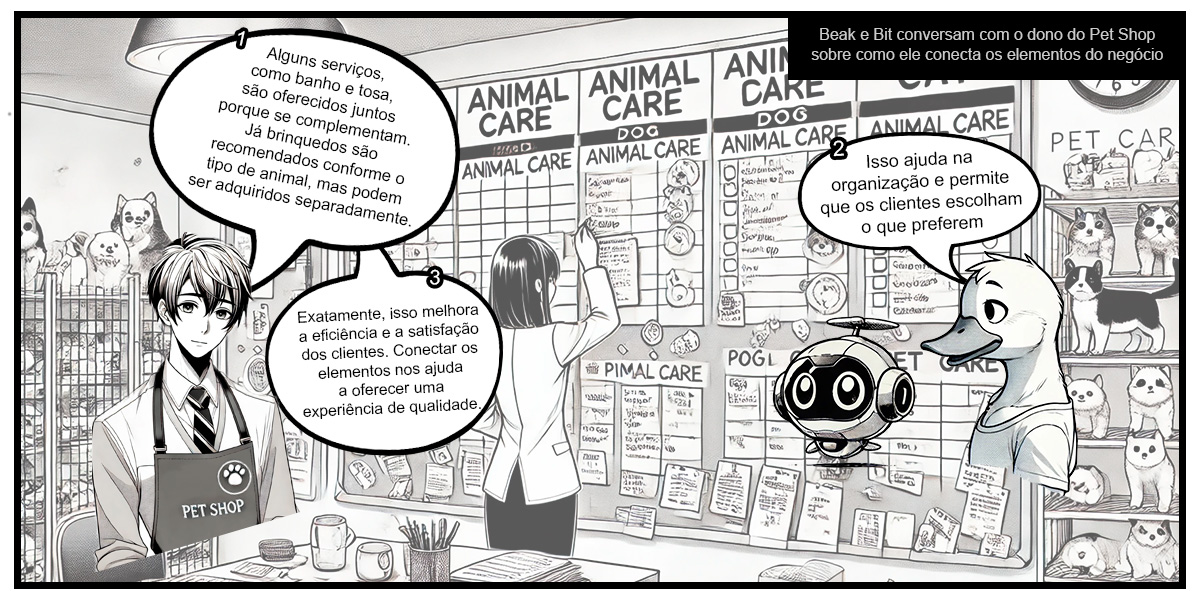 Beak e Bit conversam com o dono do Pet Shop
sobre como ele conecta os elementos do negócio
1
Alguns serviços,
como banho e tosa,
são oferecidos juntos
porque se complementam.
Já brinquedos são
recomendados conforme o
tipo de animal, mas podem
ser adquiridos separadamente.
2
Isso ajuda na
organização e permite
que os clientes escolham
o que preferem
3
Exatamente, isso melhora
a eficiência e a satisfação
dos clientes. Conectar os
elementos nos ajuda
a oferecer uma
experiência de qualidade.
ANIMAL
CARE
ANIMAL CARE
ANIMAL
CARE
DOG
ANIMAL CARE
CARE
DOG
ANIMAL CARE
ANIMAL CARE
PET CAR
PIMAL CARE
PET SHOP